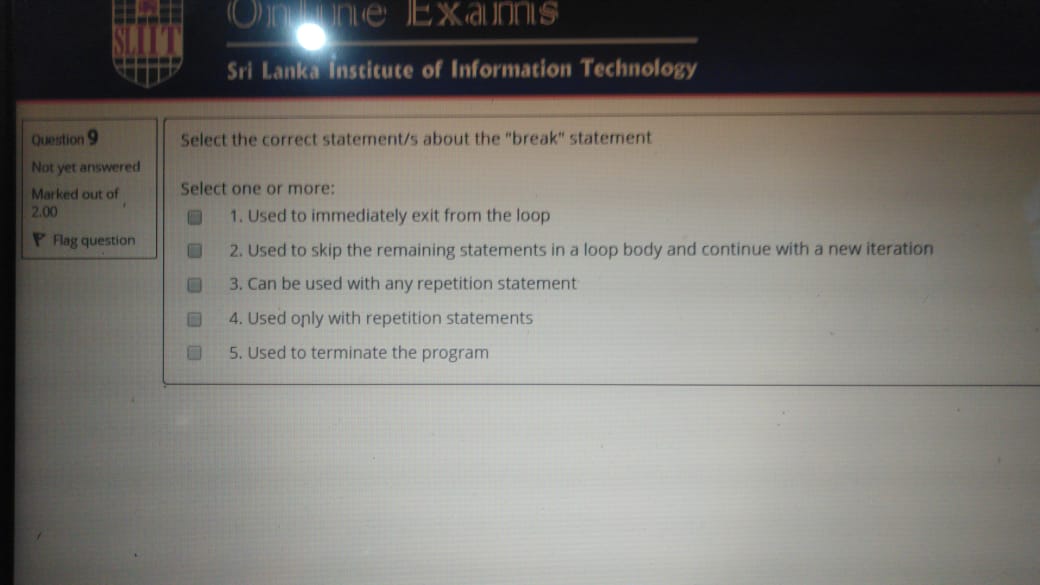 Online Exams
SLIIT
Sri Lanka Institute of Information Technology
Question 9
Not yet answered
Marked out of
2.00
Flag question
Select the correct statement/s about the "break" statement
Select one or more:
1. Used to immediately exit from the loop
2. Used to skip the remaining statements in a loop body and continue with a new iteration
3. Can be used with any repetition statement
4. Used only with repetition statements
5. Used to terminate the program